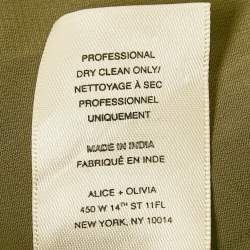 PROFESSIONAL
DRY CLEAN ONLY/
NETTOYAGE À SEC
PROFESSIONNEL
UNIQUEMENT
MADE IN INDIA
FABRIQUÉ EN INDE
ALICE + OLIVIA
450 W 14TH ST 11FL
NEW YORK, NY 10014